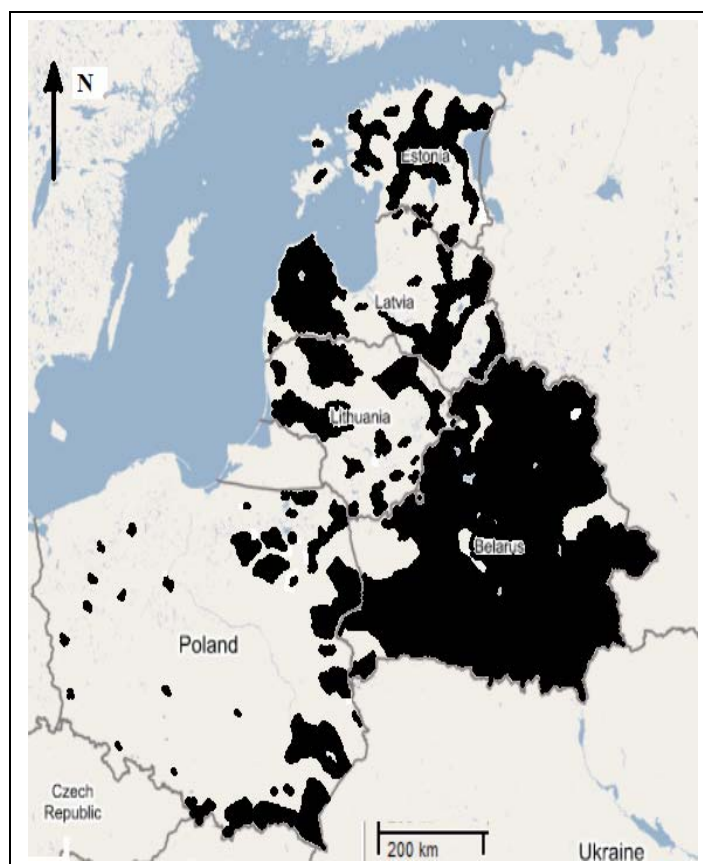 N
Estonia
Latvia
Lithuania
Belarus
Poland
Czech
Republic
200 km
Ukraine